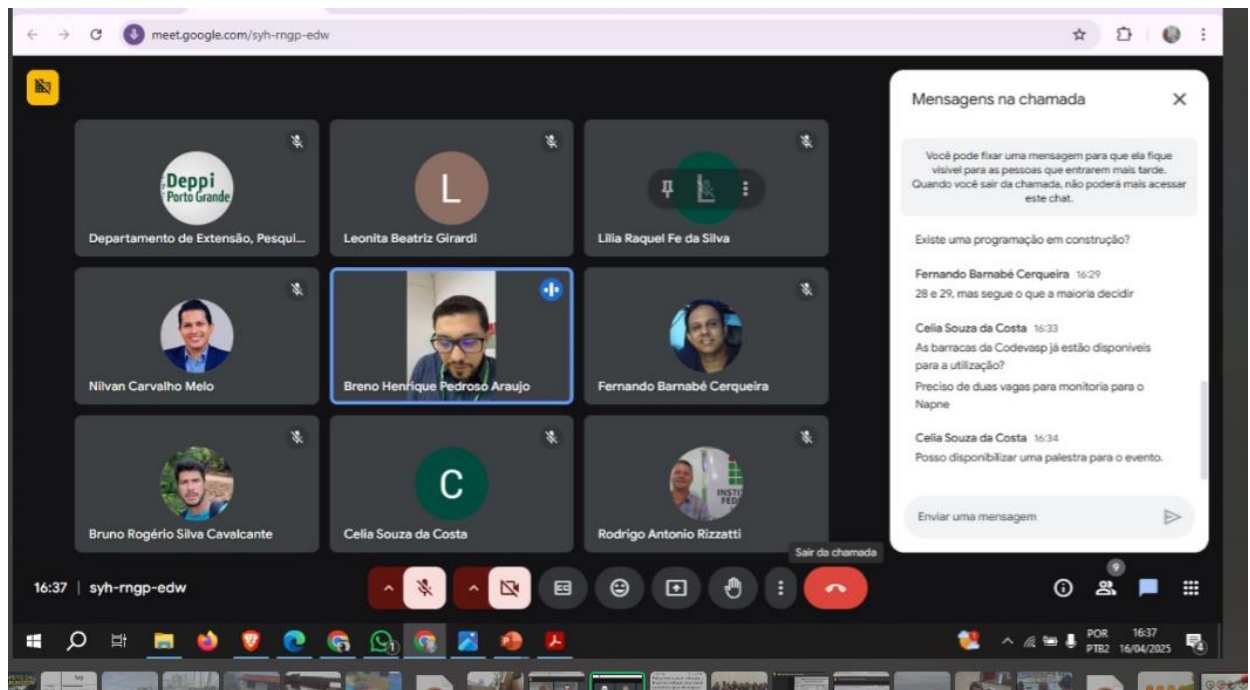 meet.google.com/syh-rngp-edw
Deppi
Porto Grande
Departamento de Extensão, Pesqui...
L
Leonita Beatriz Girardi
L
Lilia Raquel Fe da Silva
Nilvan Carvalho Melo
Breno Henrique Pedroso Araujo
Fernando Barnabé Cerqueira
Bruno Rogério Silva Cavalcante
C
Celia Souza da Costa
INSTI
FED
Rodrigo Antonio Rizzatti
Mensagens na chamada
Você pode fixar uma mensagem para que ela fique
visível para as pessoas que entrarem mais tarde.
Quando você sair da chamada, não poderá mais acessar
este chat.
Existe uma programação em construção?
Fernando Barnabé Cerqueira 16:29
28 e 29, mas segue o que a maioria decidir
Celia Souza da Costa 16:33
As barracas da Codevasp já estão disponíveis
para a utilização?
Preciso de duas vagas para monitoria para o
Napne
Celia Souza da Costa 16:34
Posso disponibilizar uma palestra para o evento.
Enviar uma mensagem
Sair da chamada
16:37 | syh-rngp-edw
9
POR 16:37
PTB2 16/04/2025
4